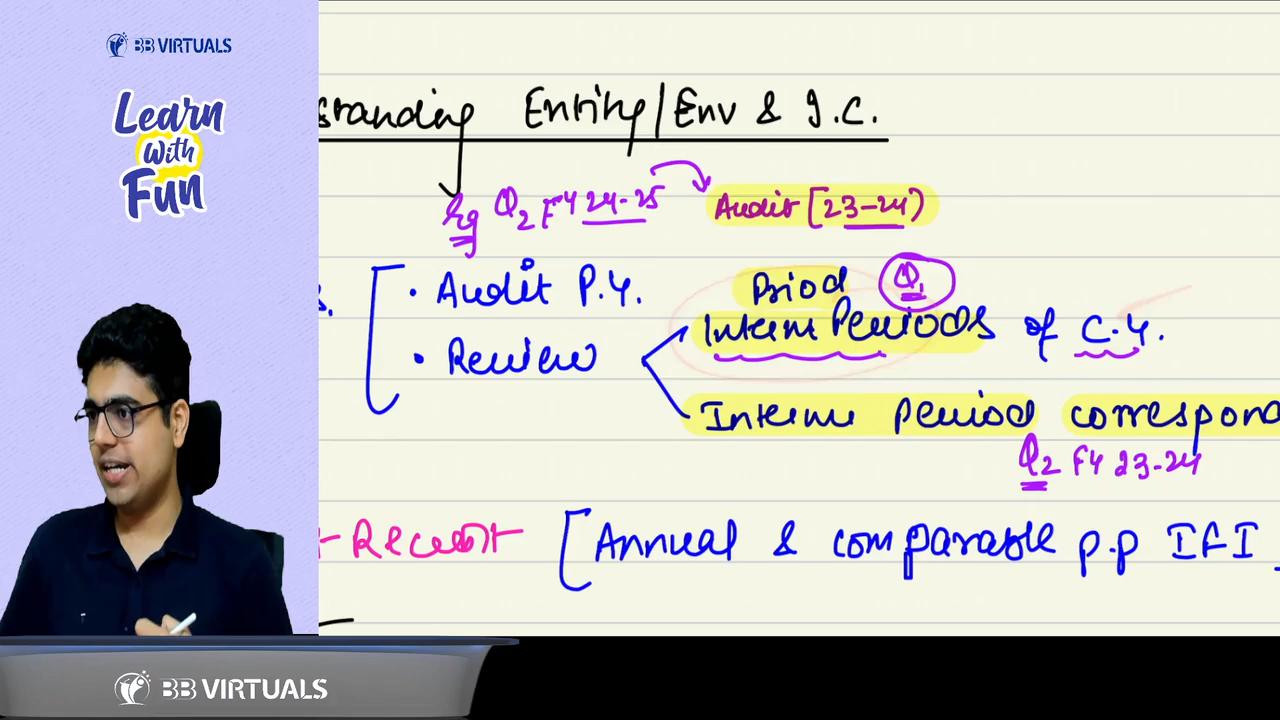 BB VIRTUALS
Learn
With
Fun
standing Entity/Env & I.C.
Eg Q2 FY 24-25 Audit [23-24)
s.
• Audit P.Y.
Priod Q1
• Review
Interim Periods of C.Y.
Interim Period correspond
Q2 FY 23-24
t-Recent [Annual & comparable p.p IFI
BB VIRTUALS